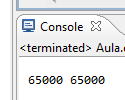 Console
<terminated> Aula.
65000 65000